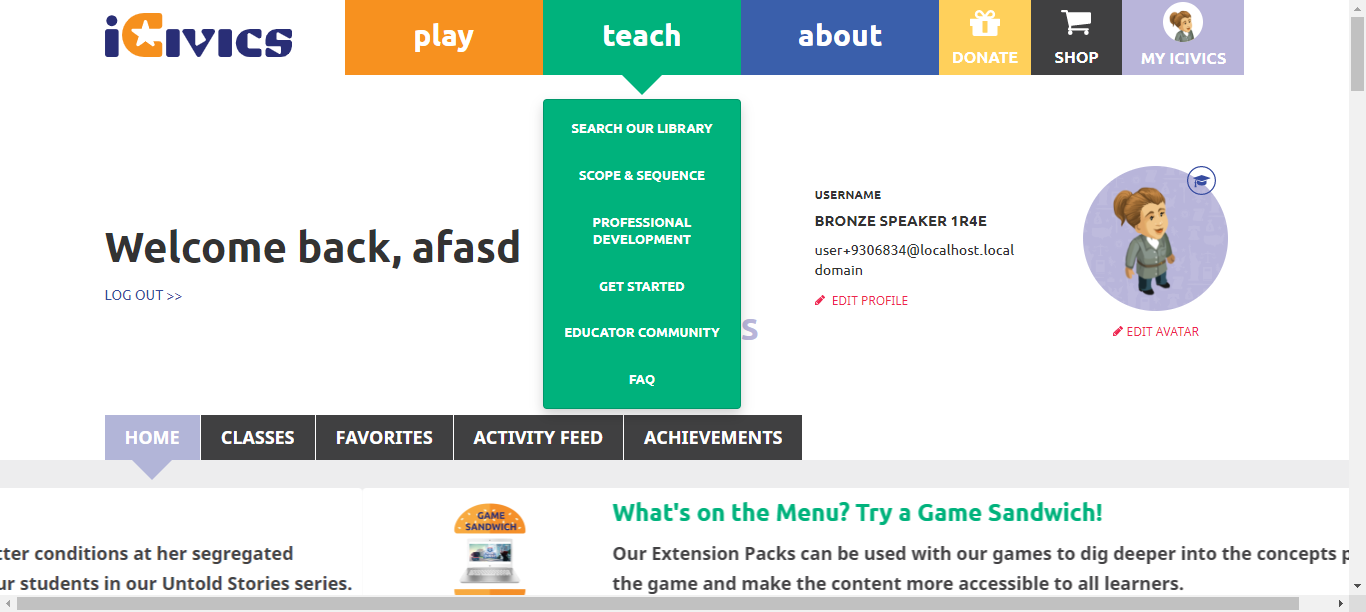 iCivics
play
teach
about
DONATE
SHOP
MY ICIVICS
SEARCH OUR LIBRARY
SCOPE & SEQUENCE
PROFESSIONAL
DEVELOPMENT
GET STARTED
EDUCATOR COMMUNITY
FAQ
Welcome back, afasd
LOG OUT >>
s
USERNAME
BRONZE SPEAKER 1R4E
user+9306834@localhost.local
domain
EDIT PROFILE
EDIT AVATAR
HOME
CLASSES
FAVORITES
ACTIVITY FEED
ACHIEVEMENTS
tter conditions at her segregated
ur students in our Untold Stories series.
GAME
SANDWICH
What's on the Menu? Try a Game Sandwich!
Our Extension Packs can be used with our games to dig deeper into the concepts p
the game and make the content more accessible to all learners.